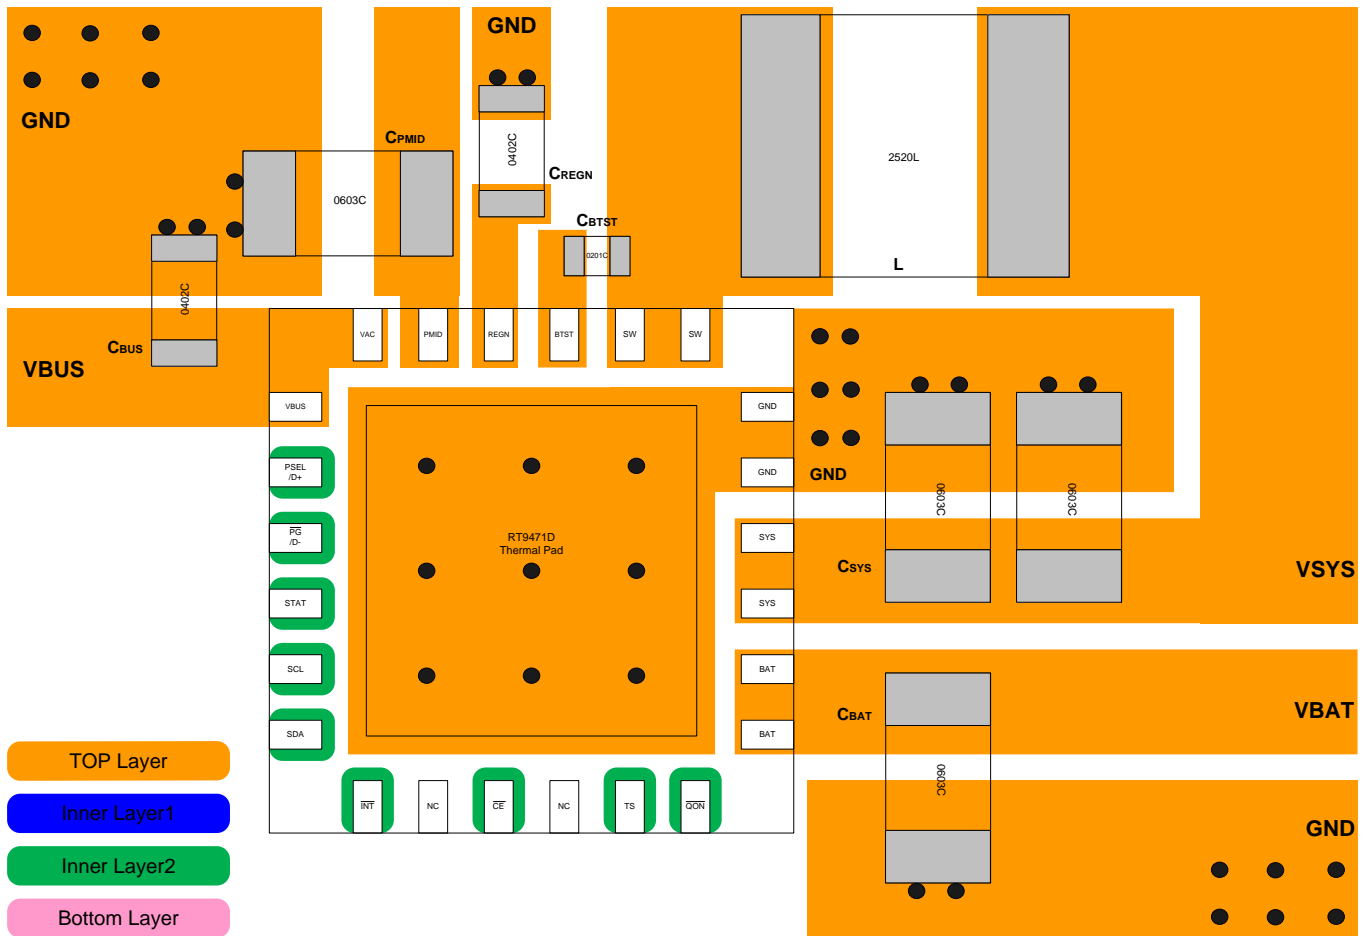 GND
GND
CPMID
0402C
CREGN
2520L
0603C
CBTST
0201C
L
0402C
CBUS
VBUS
VAC
PMID
REGN
BTST
SW
SW
VBUS
GND
PSEL
/D+
GND
GND
0603C
0603C
PG
/D-
RT9471D
Thermal Pad
SYS
CSYS
VSYS
STAT
SYS
SCL
BAT
CBAT
VBAT
SDA
BAT
TOP Layer
0603C
INT
NC
CE
NC
TS
QON
Inner Layer1
GND
Inner Layer2
Bottom Layer